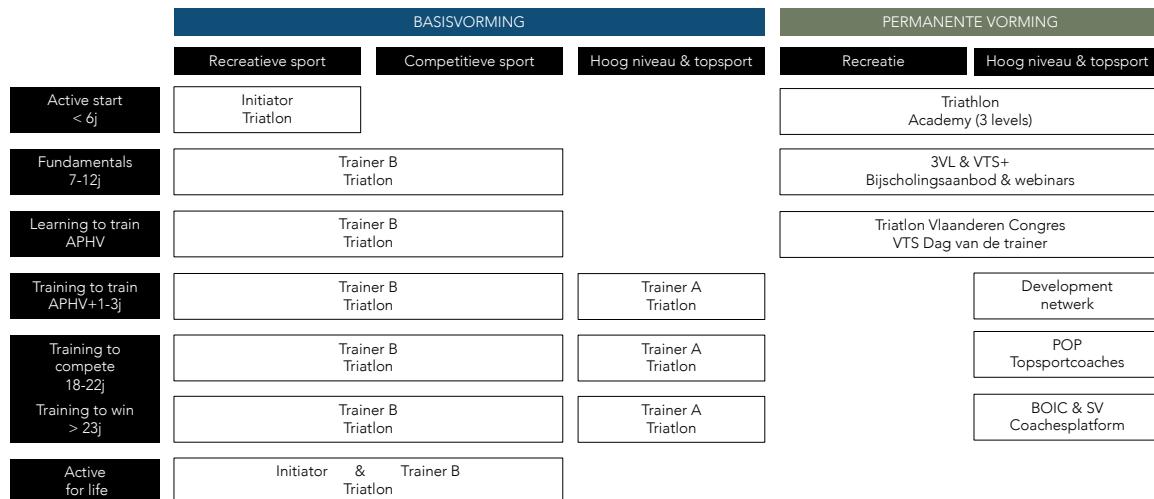 BASISVORMING
PERMANENTE VORMING
Recreatieve sport
Competitieve sport
Hoog niveau & topsport
Recreatie
Hoog niveau & topsport
Active start
< 6j
Initiator
Triatlon
Triathlon
Academy (3 levels)
Fundamentals
7-12j
Trainer B
Triatlon
3VL & VTS+
Bijscholingsaanbod & webinars
Learning to train
APHV
Trainer B
Triatlon
Triatlon Vlaanderen Congres
VTS Dag van de trainer
Training to train
APHV+1-3j
Trainer B
Triatlon
Trainer A
Triatlon
Development
netwerk
Training to
compete
18-22j
Trainer B
Triatlon
Trainer A
Triatlon
POP
Topsportcoaches
Training to win
> 23j
Trainer B
Triatlon
Trainer A
Triatlon
BOIC & SV
Coachesplatform
Active
for life
Initiator & Trainer B
Triatlon